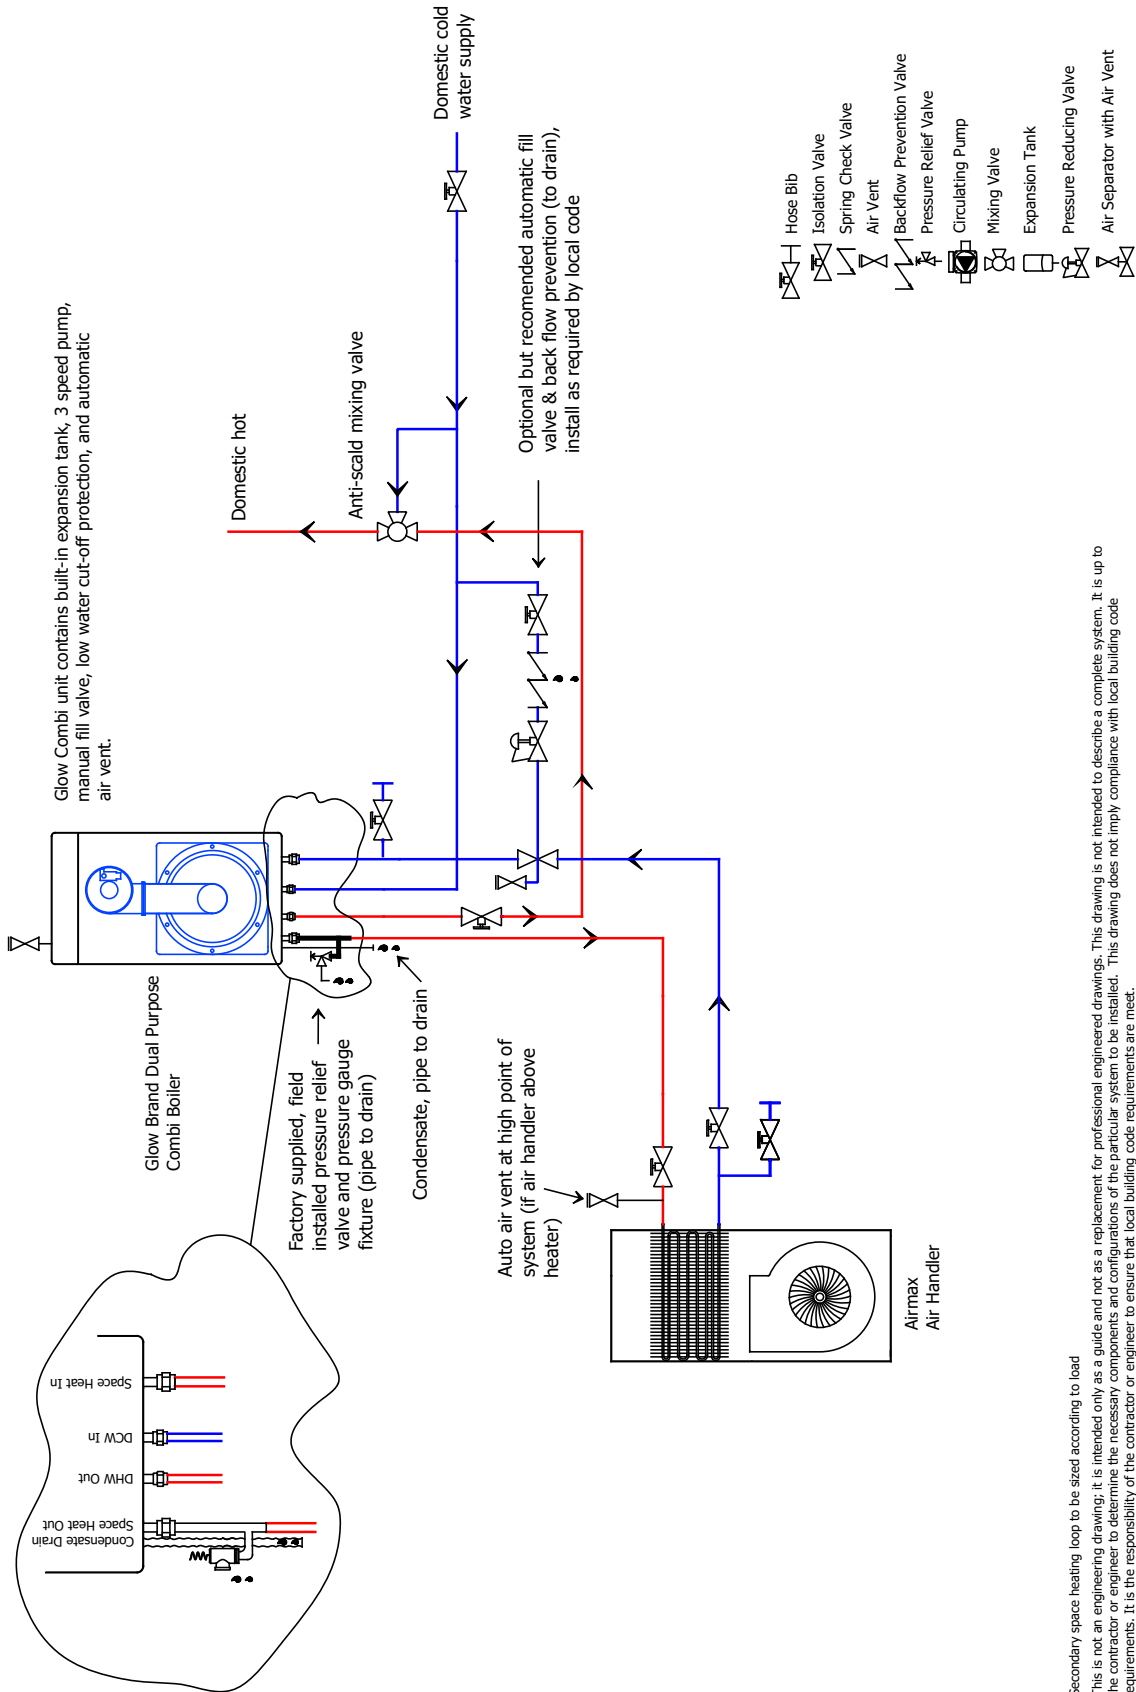 Glow Combi unit contains built-in expansion tank, 3 speed pump,
manual fill valve, low water cut-off protection, and automatic
air vent.
Domestic cold
water supply
Domestic hot
Anti-scald mixing valve
Optional but recomended automatic fill
valve & back flow prevention (to drain),
install as required by local code
Glow Brand Dual Purpose
Combi Boiler
Factory supplied, field
installed pressure relief
valve and pressure gauge
fixture (pipe to drain)
Condensate, pipe to drain
Auto air vent at high point of
system (if air handler above
heater)
Airmax
Air Handler
Space Heat In
DCW In
DHW Out
Space Heat Out
Condensate Drain
Hose Bib
Isolation Valve
Spring Check Valve
Air Vent
Backflow Prevention Valve
Pressure Relief Valve
Circulating Pump
Mixing Valve
Expansion Tank
Pressure Reducing Valve
Air Separator with Air Vent
Secondary space heating loop to be sized according to load
This is not an engineering drawing; it is intended only as a guide and not as a replacement for professional engineered drawings. This drawing is not intended to describe a complete system. It is up to
the contractor or engineer to determine the necessary components and configurations of the particular system to be installed. This drawing does not imply compliance with local building code
requirements. It is the responsibility of the contractor or engineer to ensure that local building code requirements are meet.